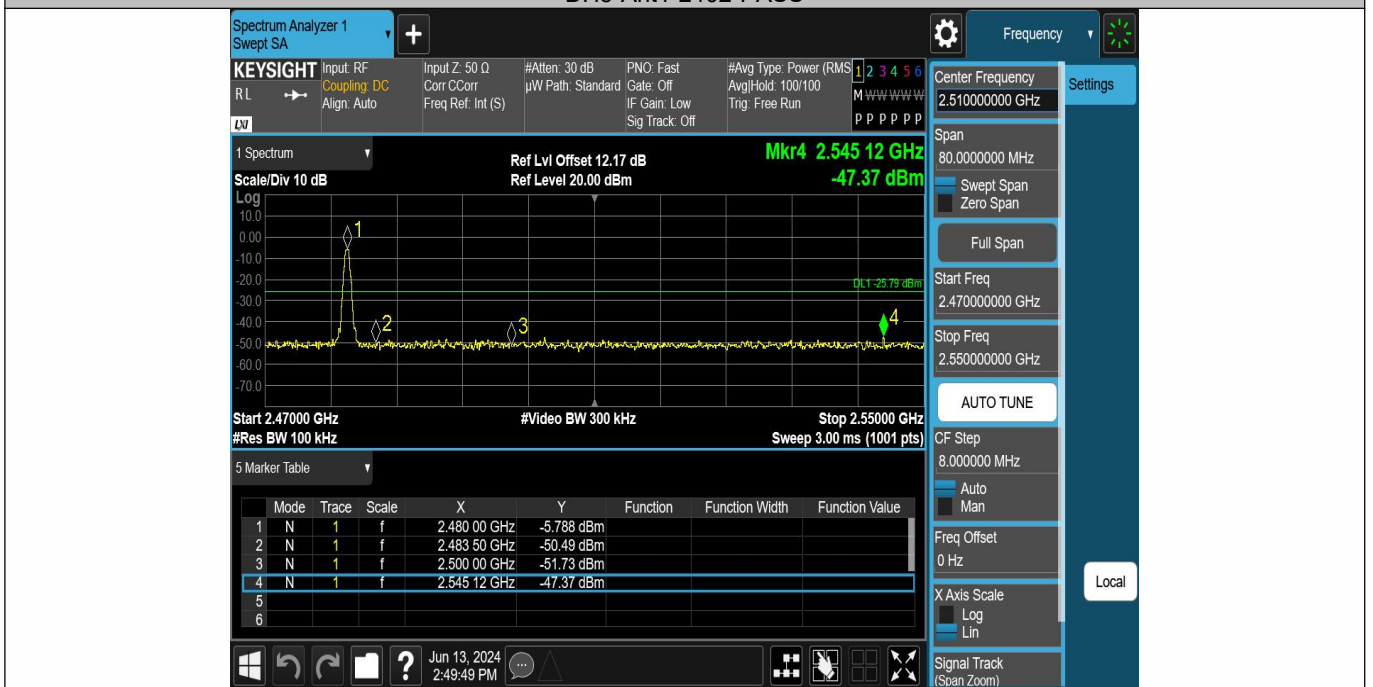 Spectrum Analyzer 1
Swept SA
+
Frequency
KEYSIGHT
RL
LXI
Input: RF
Coupling: DC
Align: Auto
Input Z: 50 Ω
Corr CCorr
Freq Ref: Int (S)
#Atten: 30 dB
µW Path: Standard
PNO: Fast
Gate: Off
IF Gain: Low
Sig Track: Off
#Avg Type: Power (RMS
Avg|Hold: 100/100
Trig: Free Run
1 2 3 4 5 6
M W W W W W
P P P P P P
1 Spectrum
Scale/Div 10 dB
Ref Lvl Offset 12.17 dB
Ref Level 20.00 dBm
Mkr4 2.545 12 GHz
-47.37 dBm
Log
10.0
0.00
-10.0
-20.0
-30.0
-40.0
-50.0
-60.0
-70.0
1
2
3
4
DL1 -25.79 dBm
Start 2.47000 GHz
#Res BW 100 kHz
#Video BW 300 kHz
Stop 2.55000 GHz
Sweep 3.00 ms (1001 pts)
5 Marker Table
Mode Trace Scale X Y Function Function Width Function Value
1 N 1 f 2.480 00 GHz -5.788 dBm
2 N 1 f 2.483 50 GHz -50.49 dBm
3 N 1 f 2.500 00 GHz -51.73 dBm
4 N 1 f 2.545 12 GHz -47.37 dBm
5
6
?
Jun 13, 2024
2:49:49 PM
Center Frequency
2.510000000 GHz
Settings
Span
80.0000000 MHz
Swept Span
Zero Span
Full Span
Start Freq
2.470000000 GHz
Stop Freq
2.550000000 GHz
AUTO TUNE
CF Step
8.000000 MHz
Auto
Man
Freq Offset
0 Hz
Local
X Axis Scale
Log
Lin
Signal Track
(Span Zoom)